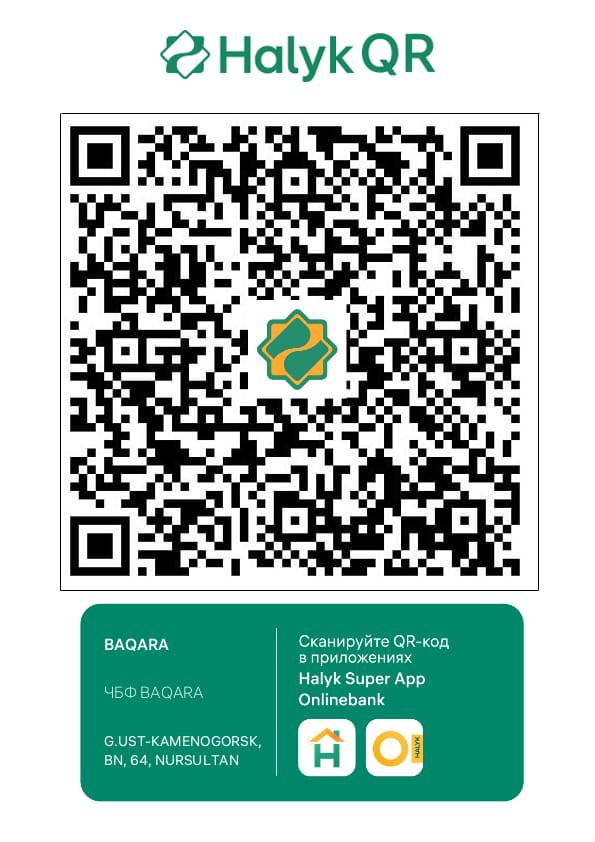 Halyk QR
BAQARA
ЧБФ BAQARA
G.UST-KAMENOGORSK,
BN, 64, NURSULTAN
Сканируйте QR-код
в приложениях
Halyk Super App
Onlinebank
HALYK